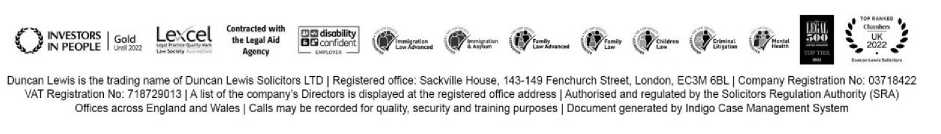 INVESTORS IN PEOPLE | Gold Until 2022
Lexcel
Legal Practice Quality Mark
Law Society Accredited
Contracted with the Legal Aid Agency
disability confident
EMPLOYER
Immigration Law Advanced
Immigration & Asylum
Family Law Advanced
Family Law
Children Law
Criminal Litigation
Mental Health
LEGAL 500
TOP TIER
2022
TOP RANKED
Chambers
UK
2022
Duncan Lewis Solicitors
Duncan Lewis is the trading name of Duncan Lewis Solicitors LTD | Registered office: Sackville House, 143-149 Fenchurch Street, London, EC3M 6BL | Company Registration No: 03718422
VAT Registration No: 718729013 | A list of the company's Directors is displayed at the registered office address | Authorised and regulated by the Solicitors Regulation Authority (SRA)
Offices across England and Wales | Calls may be recorded for quality, security and training purposes | Document generated by Indigo Case Management System